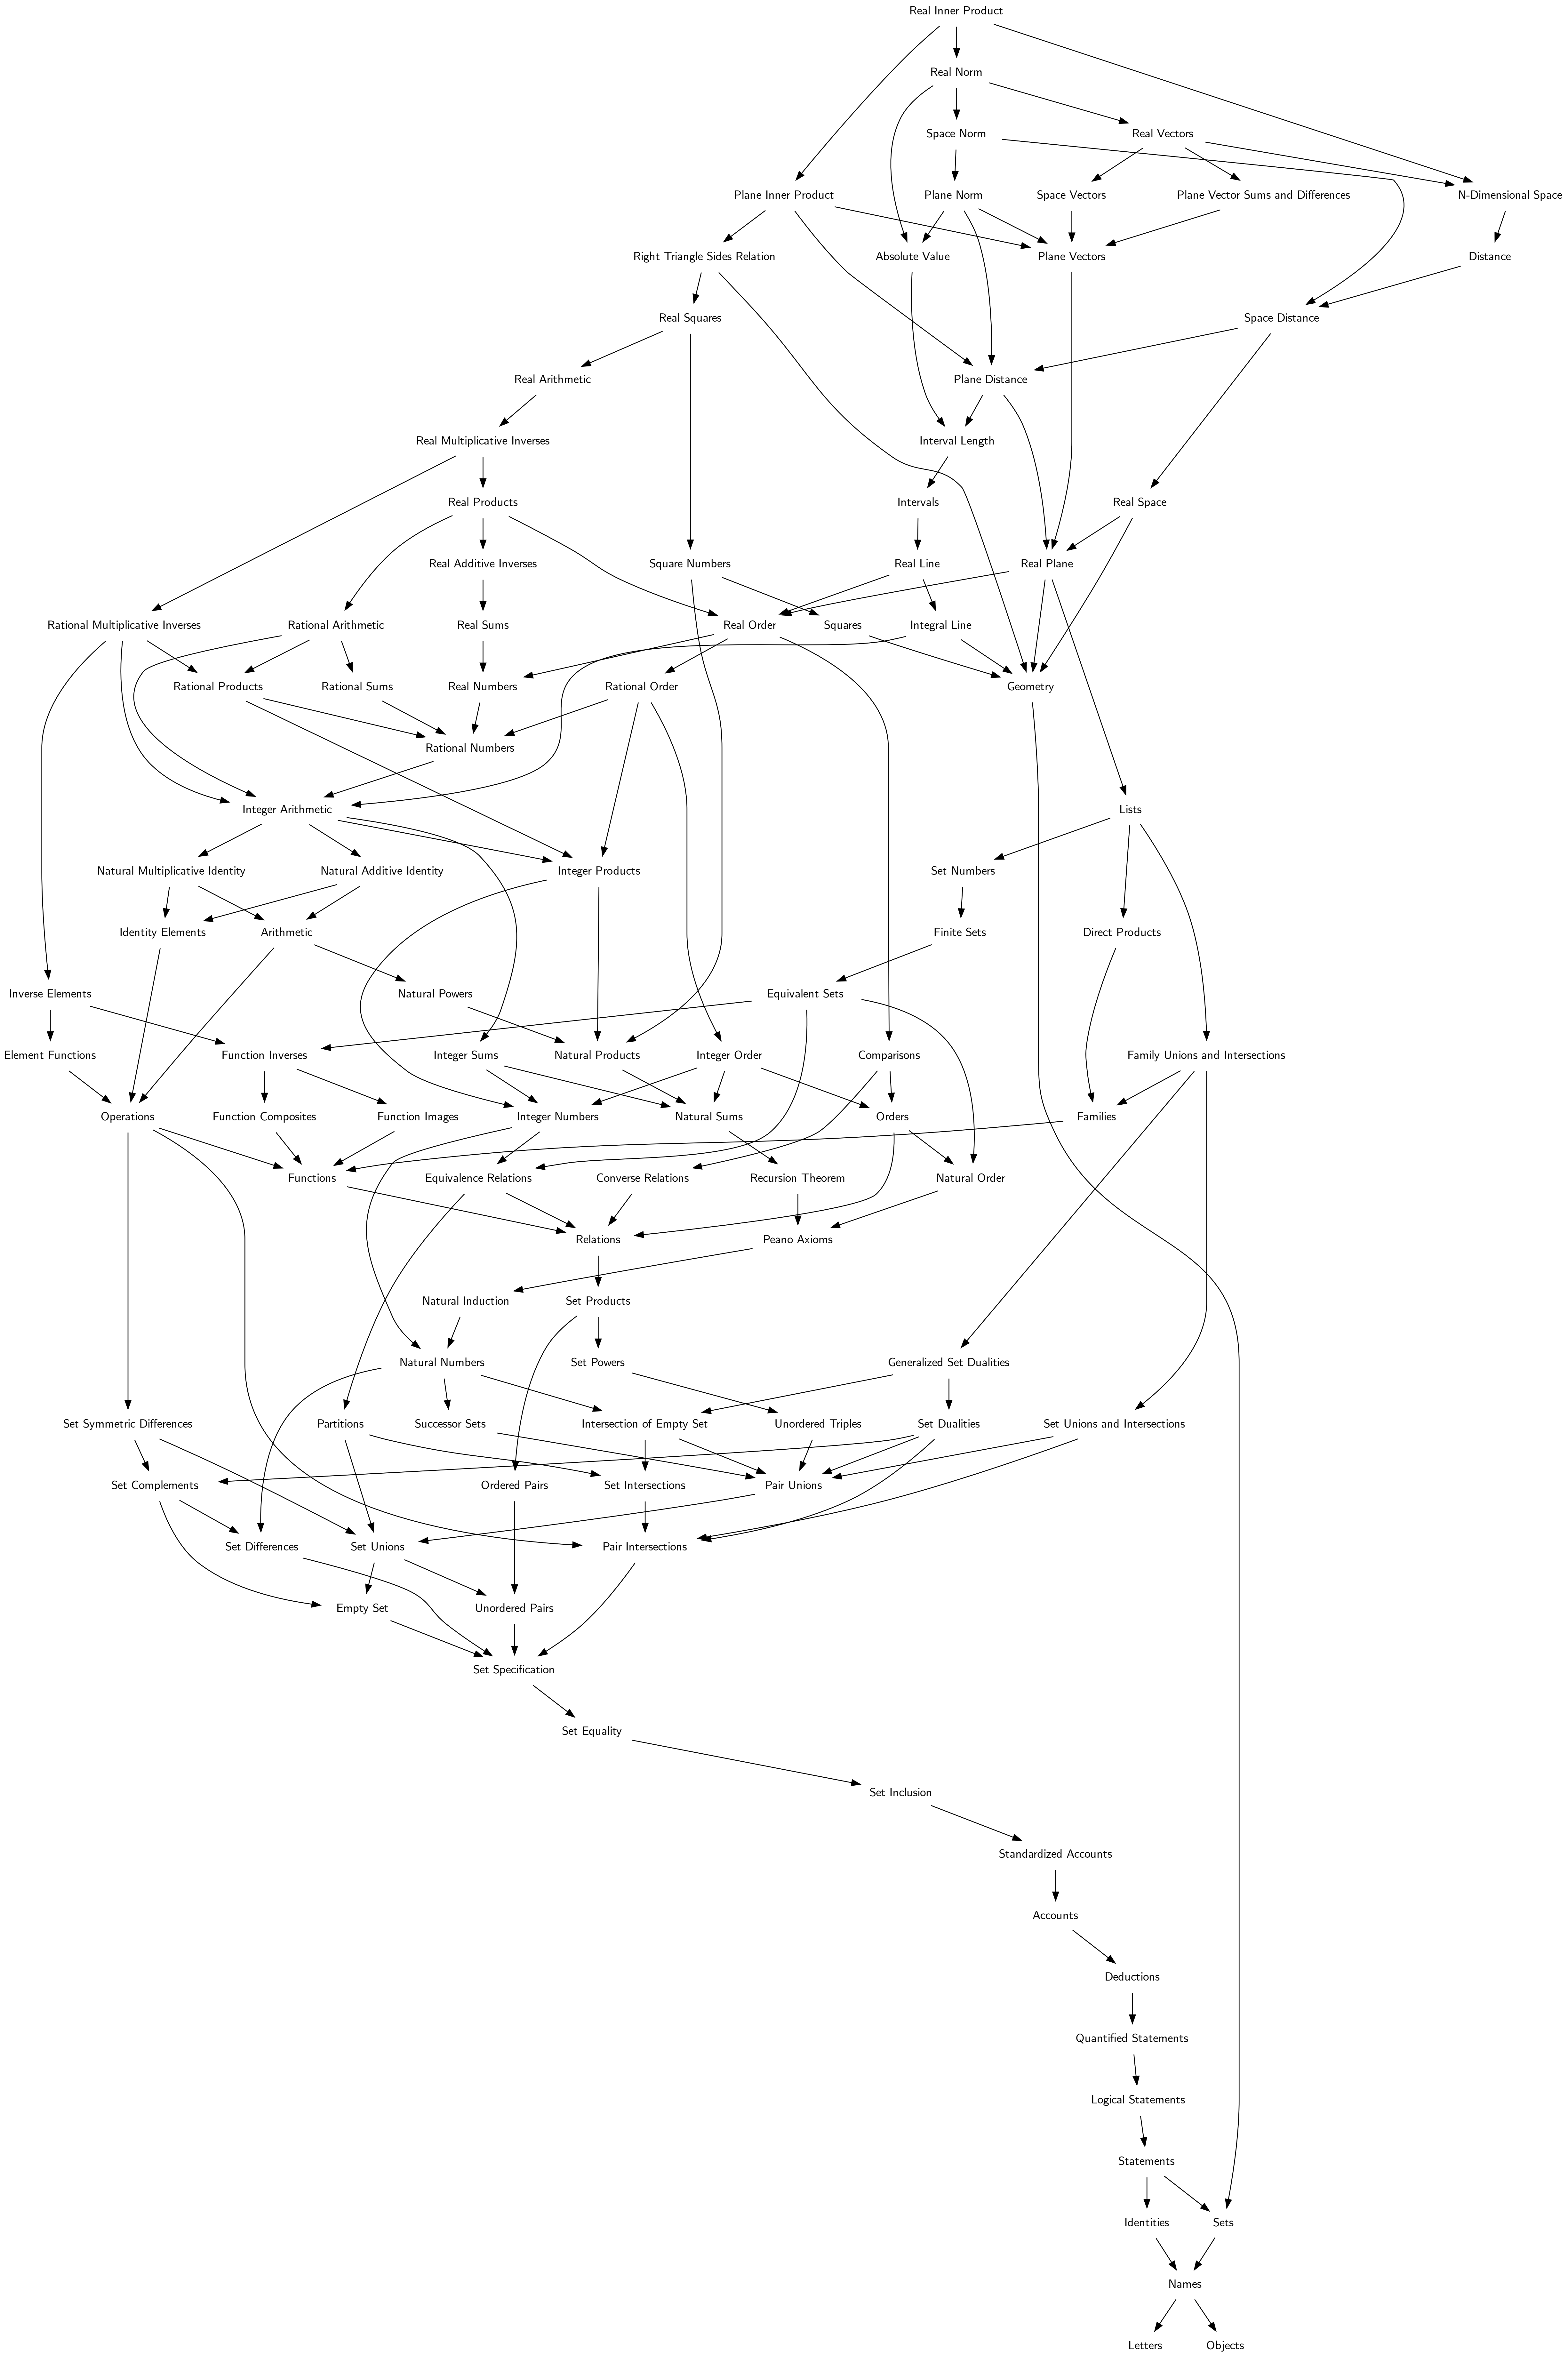 Real Inner Product
Real Norm
Space Norm
Real Vectors
Plane Inner Product
Plane Norm
Space Vectors
Plane Vector Sums and Differences
N-Dimensional Space
Right Triangle Sides Relation
Absolute Value
Plane Vectors
Distance
Real Squares
Space Distance
Real Arithmetic
Plane Distance
Real Multiplicative Inverses
Interval Length
Real Products
Intervals
Real Space
Real Additive Inverses
Square Numbers
Real Line
Real Plane
Rational Multiplicative Inverses
Rational Arithmetic
Real Sums
Real Order
Squares
Integral Line
Rational Products
Rational Sums
Real Numbers
Rational Order
Geometry
Rational Numbers
Integer Arithmetic
Lists
Natural Multiplicative Identity
Natural Additive Identity
Integer Products
Set Numbers
Identity Elements
Arithmetic
Finite Sets
Direct Products
Inverse Elements
Natural Powers
Equivalent Sets
Element Functions
Function Inverses
Integer Sums
Natural Products
Integer Order
Comparisons
Family Unions and Intersections
Operations
Function Composites
Function Images
Integer Numbers
Natural Sums
Orders
Families
Functions
Equivalence Relations
Converse Relations
Recursion Theorem
Natural Order
Relations
Peano Axioms
Natural Induction
Set Products
Natural Numbers
Set Powers
Generalized Set Dualities
Set Symmetric Differences
Partitions
Successor Sets
Intersection of Empty Set
Unordered Triples
Set Dualities
Set Unions and Intersections
Set Complements
Ordered Pairs
Set Intersections
Pair Unions
Set Differences
Set Unions
Pair Intersections
Empty Set
Unordered Pairs
Set Specification
Set Equality
Set Inclusion
Standardized Accounts
Accounts
Deductions
Quantified Statements
Logical Statements
Statements
Identities
Sets
Names
Letters
Objects